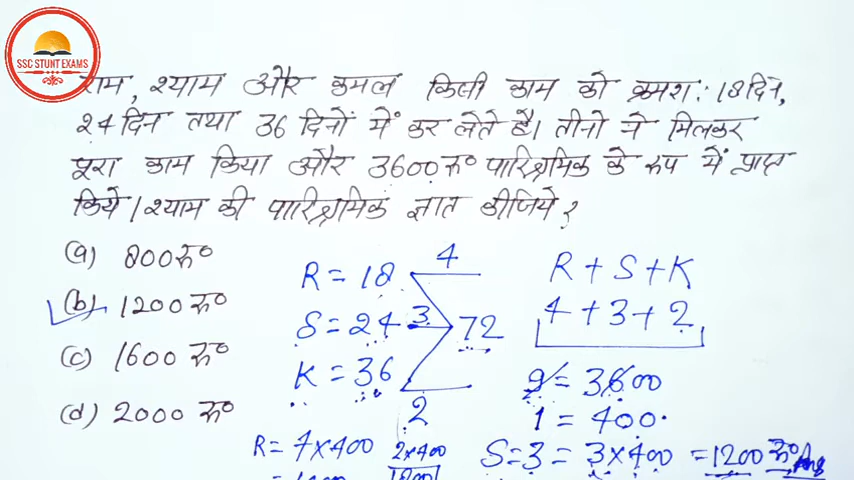 SSC STUNT EXAMS
राम, श्याम और कमल किसी काम को क्रमश: 18 दिन,
24 दिन तथा 36 दिनों में कर लेते है। तीनो ने मिलकर
पूरा काम किया और 3600 रु० पारिश्रमिक के रुप में प्राप्त
किये। श्याम की पारिश्रमिक ज्ञात कीजिये?
(a) 800 रु०
(b) 1200 रु०
(c) 1600 रु०
(d) 2000 रु०
R = 18 4
S = 24 3 72
K = 36
2
R + S + K
4 + 3 + 2
9 = 3600
1 = 400
R = 4×400 2×400
S = 3 = 3×400 = 1200 रु० Ans